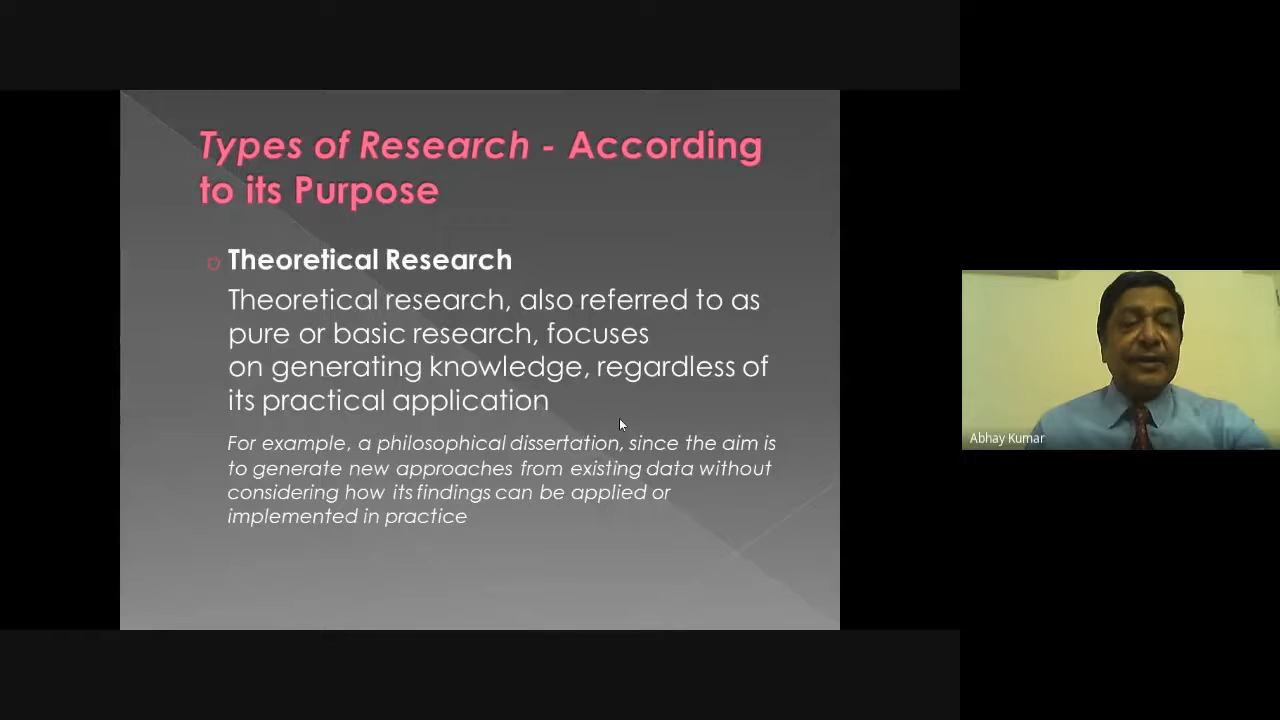 Types of Research - According
to its Purpose
Theoretical Research
Theoretical research, also referred to as
pure or basic research, focuses
on generating knowledge, regardless of
its practical application
For example, a philosophical dissertation, since the aim is
to generate new approaches from existing data without
considering how its findings can be applied or
implemented in practice
Abhay Kumar